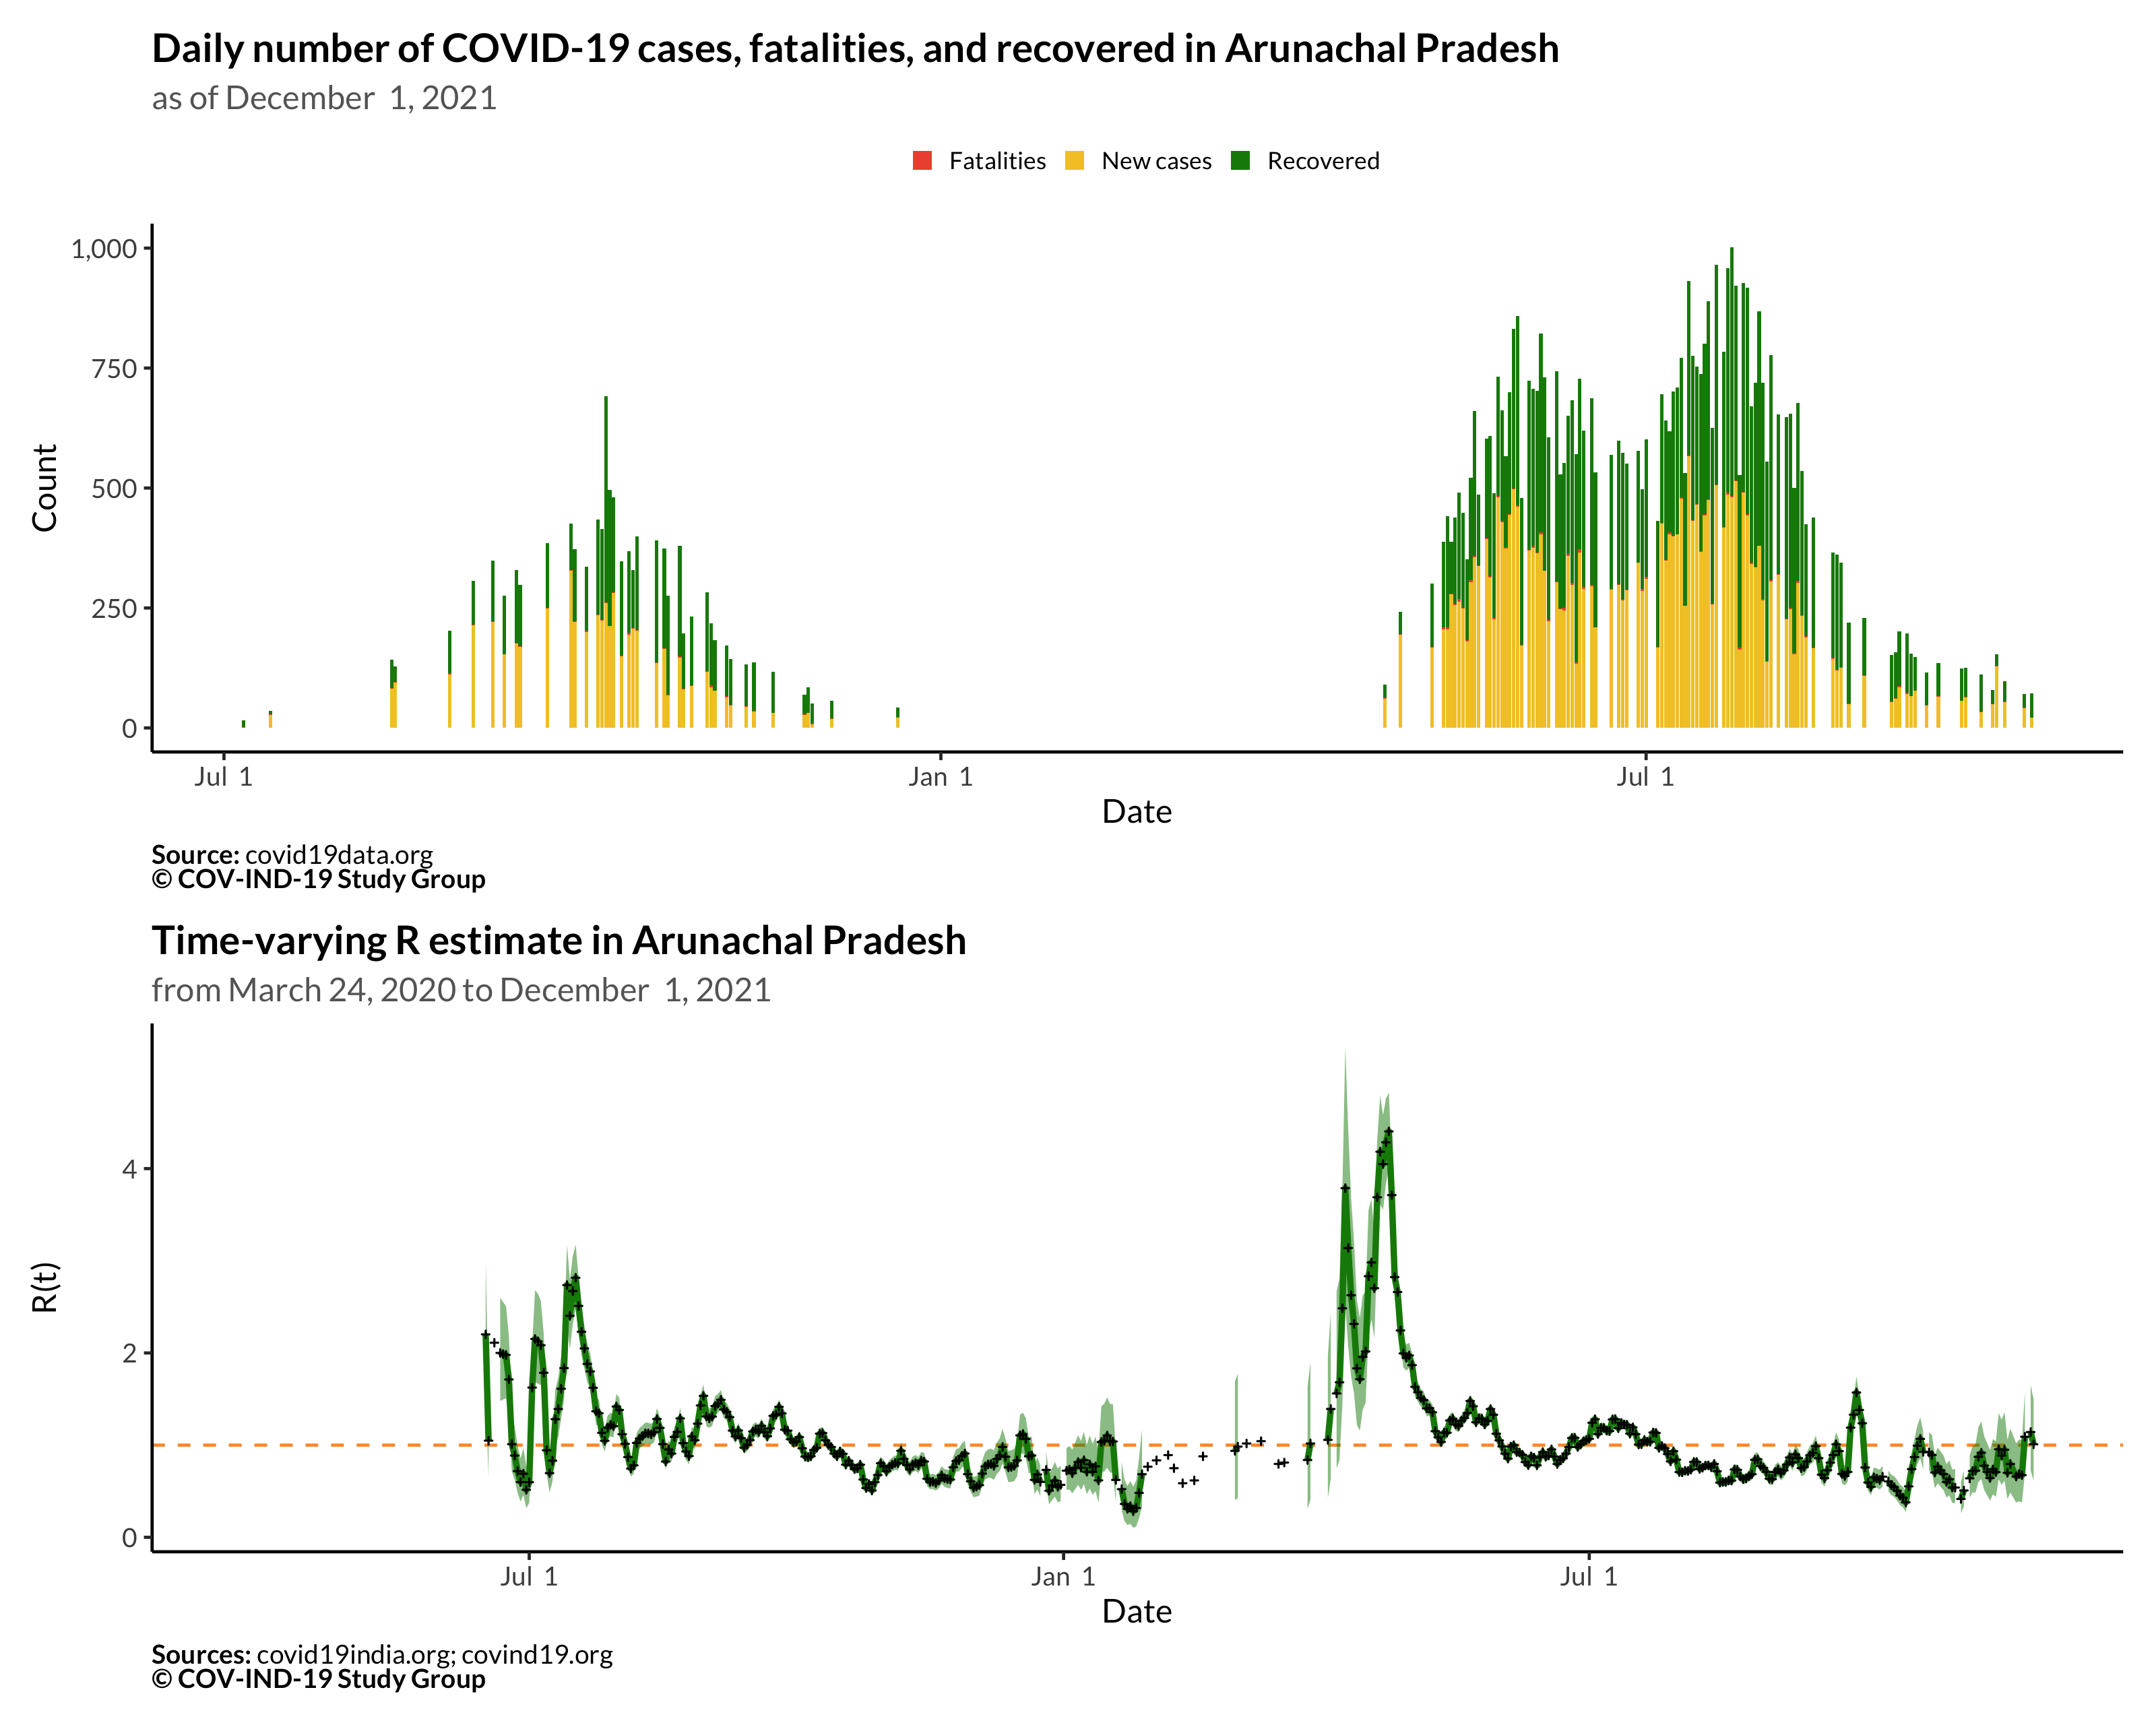 Daily number of COVID-19 cases, fatalities, and recovered in Arunachal Pradesh
as of December 1, 2021
Fatalities New cases Recovered
1,000
750
500
250
0
Count
Jul 1 Jan 1 Jul 1
Date
Source: covid19data.org
© COV-IND-19 Study Group
Time-varying R estimate in Arunachal Pradesh
from March 24, 2020 to December 1, 2021
4
2
0
R(t)
Jul 1 Jan 1 Jul 1
Date
Sources: covid19india.org; covind19.org
© COV-IND-19 Study Group